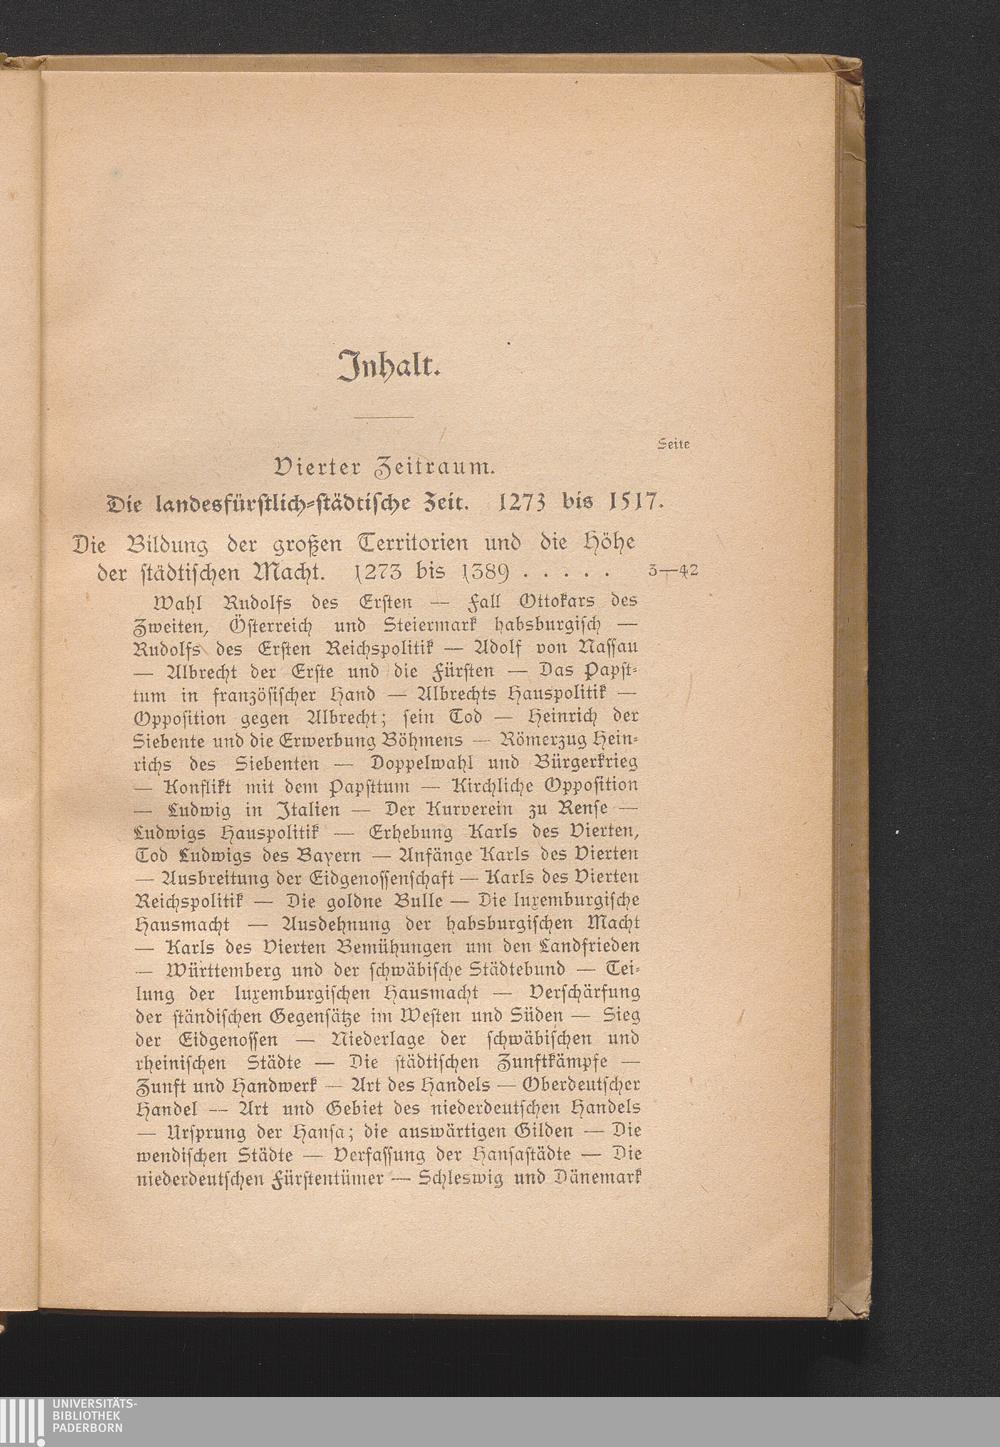 Inhalt.
Seite
Vierter Zeitraum.
Die landesfürstlich-städtische Zeit. 1273 bis 1517.
Die Bildung der großen Territorien und die Höhe
der städtischen Macht. 1273 bis 1389 . . . . . 3—42
Wahl Rudolfs des Ersten — Fall Ottokars des
Zweiten, Österreich und Steiermark habsburgisch —
Rudolfs des Ersten Reichspolitik — Adolf von Nassau
— Albrecht der Erste und die Fürsten — Das Papst-
tum in französischer Hand — Albrechts Hauspolitik —
Opposition gegen Albrecht; sein Tod — Heinrich der
Siebente und die Erwerbung Böhmens — Römerzug Hein-
richs des Siebenten — Doppelwahl und Bürgerkrieg
— Konflikt mit dem Papsttum — Kirchliche Opposition
— Ludwig in Italien — Der Kurverein zu Rense —
Ludwigs Hauspolitik — Erhebung Karls des Vierten,
Tod Ludwigs des Bayern — Anfänge Karls des Vierten
— Ausbreitung der Eidgenossenschaft — Karls des Vierten
Reichspolitik — Die goldne Bulle — Die luxemburgische
Hausmacht — Ausdehnung der habsburgischen Macht
— Karls des Vierten Bemühungen um den Landfrieden
— Württemberg und der schwäbische Städtebund — Tei-
lung der luxemburgischen Hausmacht — Verschärfung
der ständischen Gegensätze im Westen und Süden — Sieg
der Eidgenossen — Niederlage der schwäbischen und
rheinischen Städte — Die städtischen Zunftkämpfe —
Zunft und Handwerk — Art des Handels — Oberdeutscher
Handel — Art und Gebiet des niederdeutschen Handels
— Ursprung der Hansa; die auswärtigen Gilden — Die
wendischen Städte — Verfassung der Hansastädte — Die
niederdeutschen Fürstentümer — Schleswig und Dänemark
UNIVERSITÄTS-
BIBLIOTHEK
PADERBORN